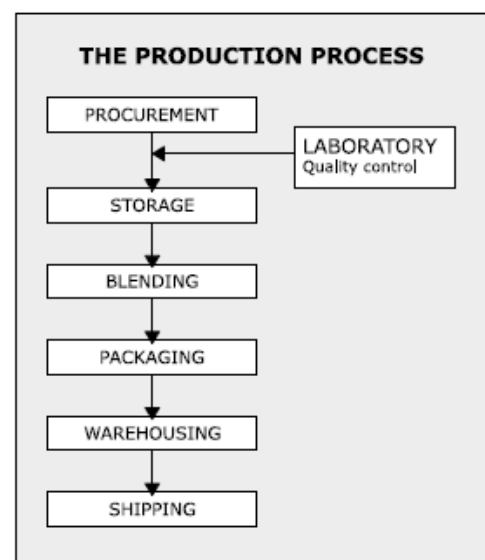 THE PRODUCTION PROCESS
PROCUREMENT
LABORATORY
Quality control
STORAGE
BLENDING
PACKAGING
WAREHOUSING
SHIPPING